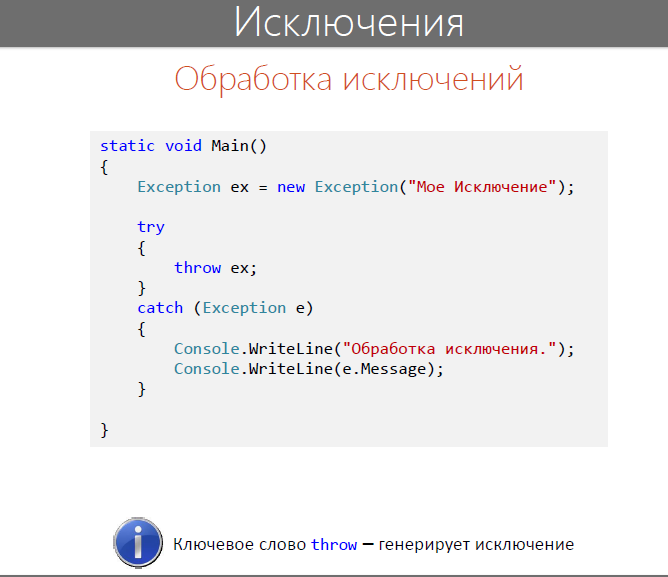 Исключения
Обработка исключений
static void Main()
{
    Exception ex = new Exception("Мое Исключение");
    try
    {
        throw ex;
    }
    catch (Exception e)
    {
        Console.WriteLine("Обработка исключения.");
        Console.WriteLine(e.Message);
    }
}
Ключевое слово throw – генерирует исключение